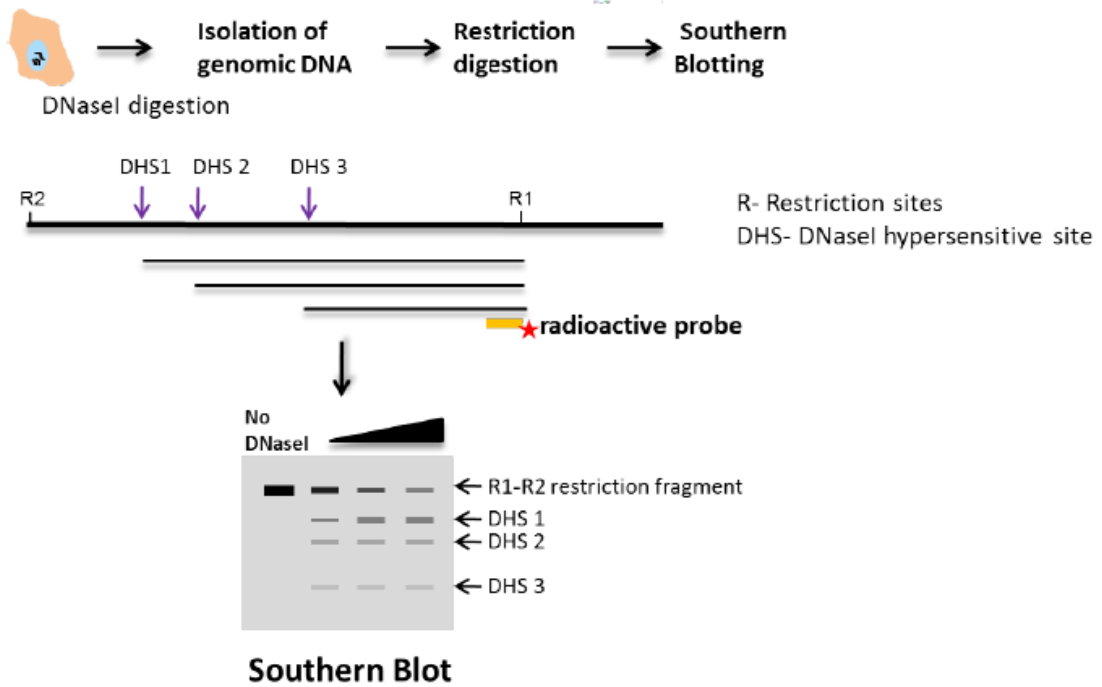 Isolation of
genomic DNA
Restriction
digestion
Southern
Blotting
DNaseI digestion
DHS1 DHS 2 DHS 3
R2 R1
R- Restriction sites
DHS- DNaseI hypersensitive site
radioactive probe
No
DNaseI
R1-R2 restriction fragment
DHS 1
DHS 2
DHS 3
Southern Blot